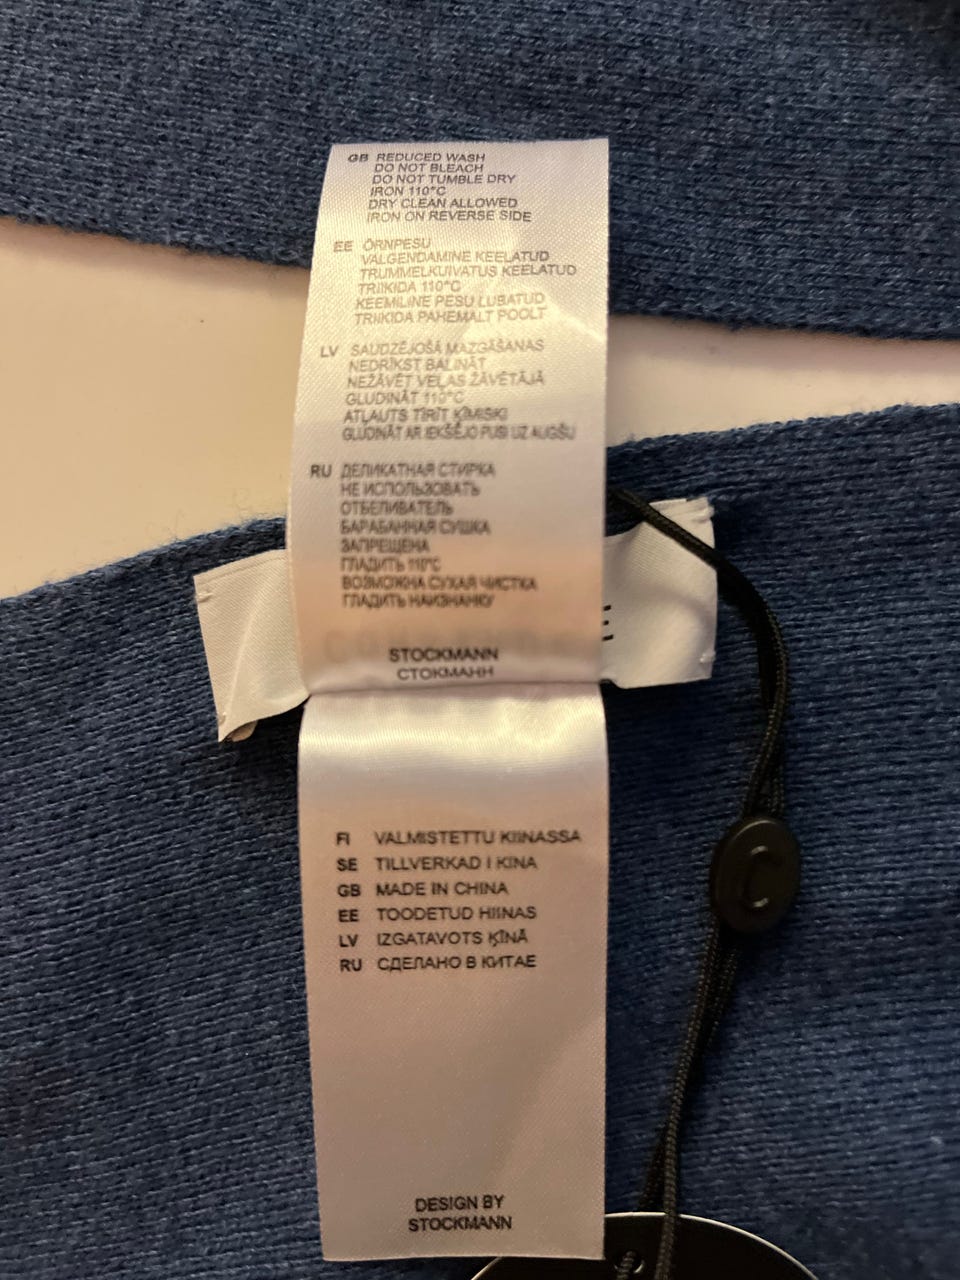 GB REDUCED WASH
DO NOT BLEACH
DO NOT TUMBLE DRY
IRON 110°C
DRY CLEAN ALLOWED
IRON ON REVERSE SIDE
EE ÕRNPESU
VALGENDAMINE KEELATUD
TRUMMELKUIVATUS KEELATUD
TRIIKIDA 110°C
KEEMILINE PESU LUBATUD
TRIIKIDA PAHEMALT POOLT
LV SAUDZĒJOŠĀ MAZGĀŠANAS
NEDRĪKST BALINĀT
NEŽĀVĒT VEĻAS ŽĀVĒTĀJĀ
GLUDINĀT 110°C
ATĻAUTS TĪRĪT ĶĪMISKI
GLUDINĀT AR IEKŠĒJO PUSI UZ AUGŠU
RU ДЕЛИКАТНАЯ СТИРКА
НЕ ИСПОЛЬЗОВАТЬ
ОТБЕЛИВАТЕЛЬ
БАРАБАННАЯ СУШКА
ЗАПРЕЩЕНА
ГЛАДИТЬ 110°C
ВОЗМОЖНА СУХАЯ ЧИСТКА
ГЛАДИТЬ НАИЗНАНКУ
STOCKMANN
СТОКМАНН
FI VALMISTETTU KIINASSA
SE TILLVERKAD I KINA
GB MADE IN CHINA
EE TOODETUD HIINAS
LV IZGATAVOTS ĶĪNĀ
RU СДЕЛАНО В КИТАЕ
C
DESIGN BY
STOCKMANN